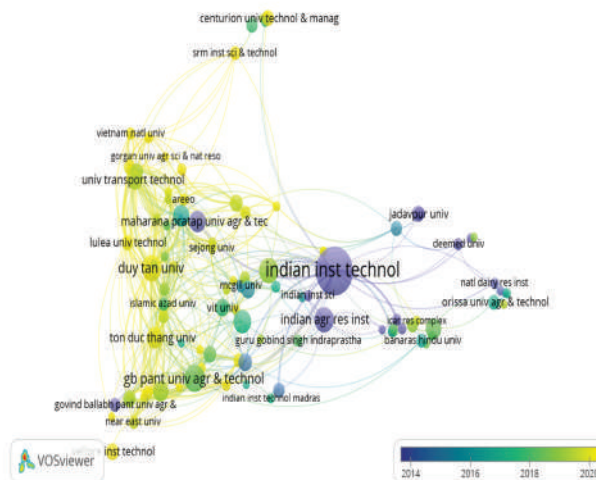 centurion univ technol & manag
srm inst sci & technol
vietnam natl univ
gorgan univ agr sci & nat reso
univ transport technol
areeo
maharana pratap univ agr & tec
jadavpur univ
lulea univ technol
sejong univ
deemed univ
duy tan univ
indian inst technol
mcgill univ
natl dairy res inst
islamic azad univ
indian inst sci
orissa univ agr & technol
vit univ
indian agr res inst
icar res complex
ton duc thang univ
guru gobind singh indraprastha
banaras hindu univ
gb pant univ agr & technol
indian inst technol madras
govind ballabh pant univ agr &
near east univ
inst technol
VOSviewer
2014 2016 2018 2020